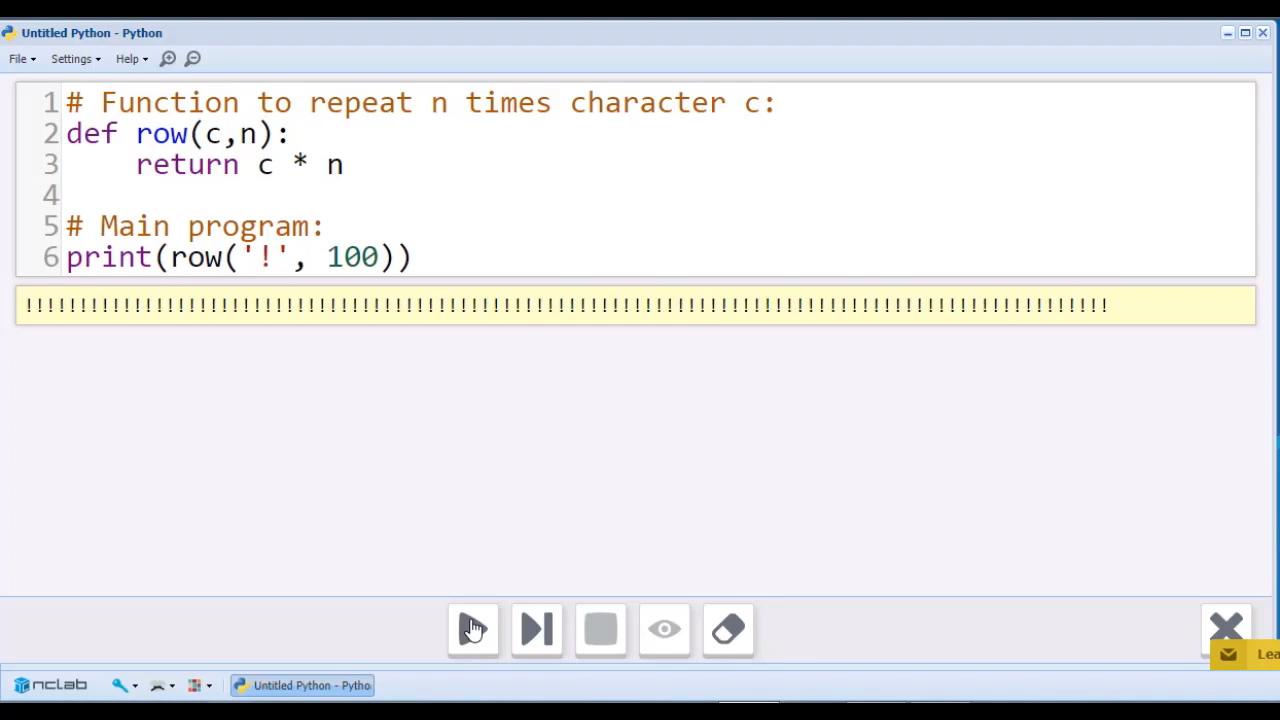 Untitled Python - Python
File Settings Help
1 # Function to repeat n times character c:
2 def row(c,n):
3     return c * n
4
5 # Main program:
6 print(row('!', 100))
!!!!!!!!!!!!!!!!!!!!!!!!!!!!!!!!!!!!!!!!!!!!!!!!!!!!!!!!!!!!!!!!!!!!!!!!!!!!!!!!!!!!!!!!!!!!!!!!!!!!
Lea
nclab Untitled Python - Pytho